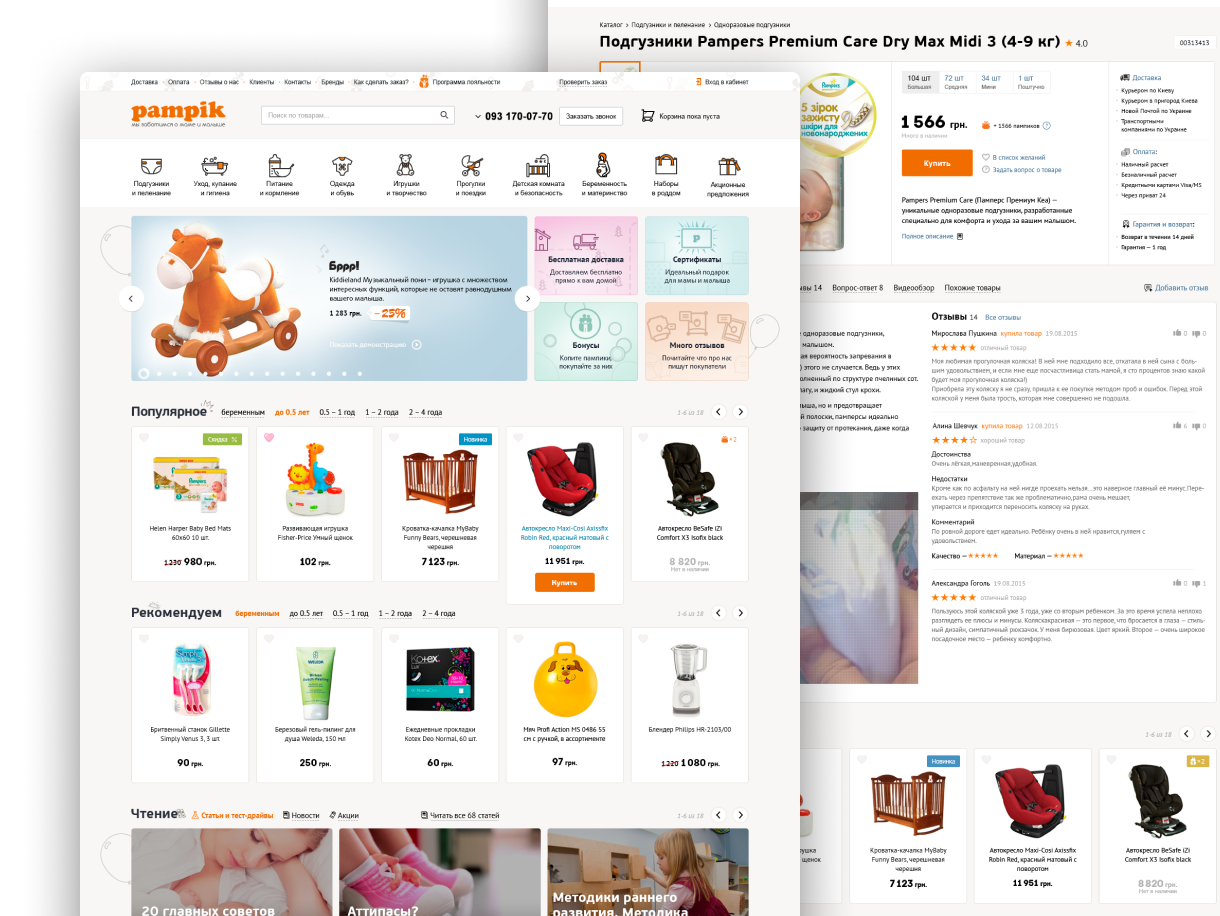 Каталог › Подгузники и пеленание › Одноразовые подгузники
Подгузники Pampers Premium Care Dry Max Midi 3 (4-9 кг) ★ 4.0
00313413
Доставка Оплата Отзывы о нас Клиенты Контакты Бренды Как сделать заказ? Программа лояльности Проверить заказ Вход в кабинет
pampik
мы заботимся о маме и малыше
Поиск по товарам...
093 170-07-70
Заказать звонок
Корзина пока пуста
Подгузники
и пеленание
Уход, купание
и гигиена
Питание
и кормление
Одежда
и обувь
Игрушки
и творчество
Прогулки
и поездки
Детская комната
и безопасность
Беременность
и материнство
Наборы
в роддом
Акционные
предложения
Бррр!
Kiddieland Музыкальный пони – игрушка с множеством
интересных функций, которые не оставят равнодушным
вашего малыша.
1 283 грн. –25%
Показать демонстрацию
Бесплатная доставка
Доставляем бесплатно
прямо к вам домой
Сертификаты
Идеальный подарок
для мамы и малыша
Бонусы
Копите пампики,
покупайте за них
Много отзывов
Почитайте что про нас
пишут покупатели
Популярное беременным до 0.5 лет 0.5 – 1 год 1 – 2 года 2 – 4 года 1-6 из 18
Скидка %
Helen Harper Baby Bed Mats
60x60 10 шт.
1 230 980 грн.
Развивающая игрушка
Fisher-Price Умный щенок
102 грн.
Новинка
Кроватка-качалка MyBaby
Funny Bears, черешневая
черешня
7 123 грн.
Автокресло Maxi-Cosi Axissfix
Robin Red, красный матовый с
поворотом
11 951 грн.
Купить
+2
Автокресло BeSafe iZi
Comfort X3 Isofix black
8 820 грн.
Нет в наличии
Рекомендуем беременным до 0.5 лет 0.5 – 1 год 1 – 2 года 2 – 4 года 1-6 из 18
Бритвенный станок Gillette
Simply Venus 3, 3 шт.
90 грн.
WELEDA
Березовый гель-пилинг для
душа Weleda, 150 мл
250 грн.
Kotex
Ежедневные прокладки
Kotex Deo Normal, 60 шт.
60 грн.
Мяч Profi Action MS 0486 55
см с ручкой, в ассортименте
97 грн.
Блендер Philips HR-2103/00
1 220 1 080 грн.
Чтение Статьи и тест-драйвы Новости Акции Читать все 68 статей 1-6 из 18
20 главных советов
Аттипасы?
Методики раннего
развития. Методика
Pampers
5 зірок
захисту
шкіри для
новонароджених
104 шт
Большая
72 шт
Средняя
34 шт
Мини
1 шт
Поштучно
1 566 грн.
Много в наличии
+ 1566 пампиков ?
Купить
В список желаний
Задать вопрос о товаре
Pampers Premium Care (Памперс Премиум Кеа) —
уникальные одноразовые подгузники, разработанные
специально для комфорта и ухода за вашим малышом.
Полное описание
Доставка
Курьером по Киеву
Курьером в пригород Киева
Новой Почтой по Украине
Транспортными
компаниями по Украине
Оплата:
Наличный расчет
Безналичный расчет
Кредитными картами Visa/MS
Через приват 24
Гарантия и возврат:
Возврат в течении 14 дней
Гарантия — 1 год
ывы 14 Вопрос-ответ 8 Видеообзор Похожие товары
Добавить отзыв
одноразовые подгузники,
малышом.
ая вероятность запревания в
) этого не случается. Ведь у этих
олненный по структуре пчелиных сот.
лагу, и жидкий стул крохи.
ыша, но и предотвращает
й полоски, памперсы идеально
защиту от протекания, даже когда
Отзывы 14 Все отзывы
Мирослава Пушкина купила товар 19.08.2015 0 0
★★★★★ отличный товар
Моя любимая прогулочная коляска! В ней мне подходило все, откатала в ней сына с боль-
шим удовольствием, и если мне еще посчастливица стать мамой, я сто процентов знаю какой
будет моя прогулочная коляска!)
Приобрела эту коляску я не сразу, пришла к ее покупке методом проб и ошибок. Перед этой
коляской у меня была трость, которая мне совершенно не подошла.
Алина Шевчук купила товар 12.08.2015 6 0
★★★★☆ хороший товар
Достоинства
Очень лёгкая,маневренная,удобная.
Недостатки
Кроме как по асфальту на ней нигде проехать нельзя...это наверное главный её минус.Пере-
ехать через препятствие так же проблематично,рама очень мешает,
упирается и приходится переносить коляску на руках.
Комментарий
По ровной дороге едет идеально. Ребёнку очень в ней нравится,гуляем с
удовольствием.
Качество — ★★★★★ Материал — ★★★★★
Александра Гоголь 19.08.2015 0 1
★★★★★ отличный товар
Пользуюсь этой коляской уже 3 года, уже со вторым ребенком. За это время успела неплохо
разглядеть ее плюсы и минусы. Коляскакрасивая — это первое, что бросается в глаза — стиль-
ный дизайн, симпатичный рюкзачок. У меня бирюзовая. Цвет яркий. Второе — очень широкое
посадочное место — ребенку комфортно.
1-6 из 18
рушка
щенок
Новинка
Кроватка-качалка MyBaby
Funny Bears, черешневая
черешня
7 123 грн.
Автокресло Maxi-Cosi Axissfix
Robin Red, красный матовый с
поворотом
11 951 грн.
+2
Автокресло BeSafe iZi
Comfort X3 Isofix black
8 820 грн.
Нет в наличии